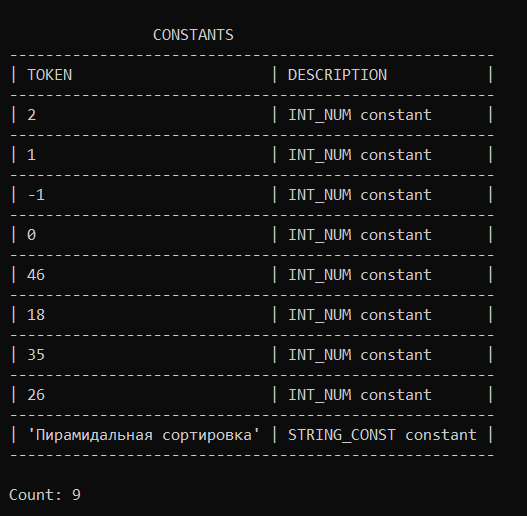 CONSTANTS
------------------------------------------------------
| TOKEN                      | DESCRIPTION           |
------------------------------------------------------
| 2                          | INT_NUM constant      |
------------------------------------------------------
| 1                          | INT_NUM constant      |
------------------------------------------------------
| -1                         | INT_NUM constant      |
------------------------------------------------------
| 0                          | INT_NUM constant      |
------------------------------------------------------
| 46                         | INT_NUM constant      |
------------------------------------------------------
| 18                         | INT_NUM constant      |
------------------------------------------------------
| 35                         | INT_NUM constant      |
------------------------------------------------------
| 26                         | INT_NUM constant      |
------------------------------------------------------
| 'Пирамидальная сортировка' | STRING_CONST constant |
------------------------------------------------------
Count: 9